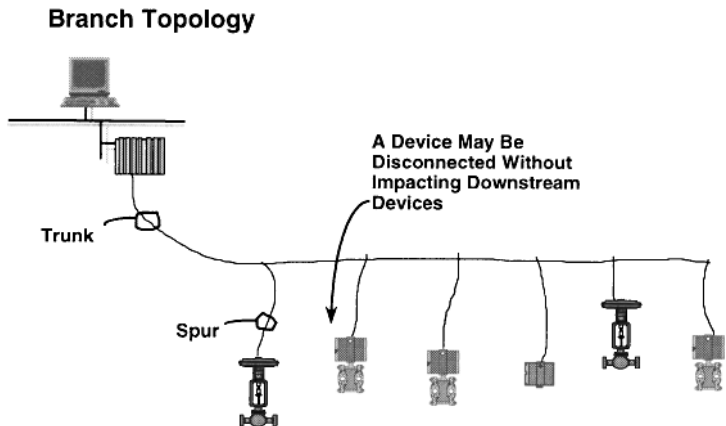 Branch Topology
A Device May Be
Disconnected Without
Impacting Downstream
Devices
Trunk
Spur